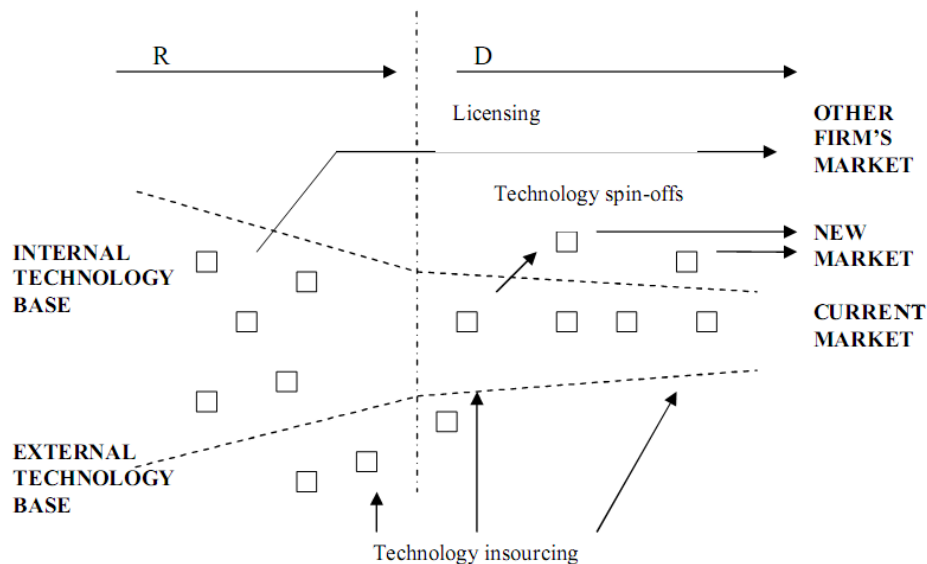 R
D
Licensing
OTHER
FIRM'S
MARKET
Technology spin-offs
NEW
MARKET
INTERNAL
TECHNOLOGY
BASE
CURRENT
MARKET
EXTERNAL
TECHNOLOGY
BASE
Technology insourcing